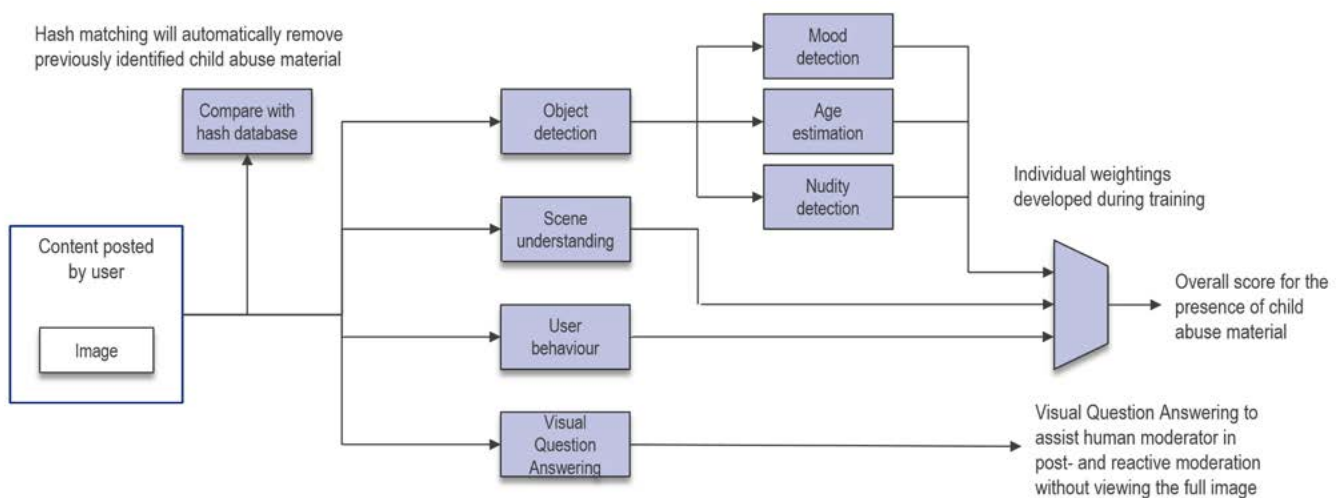 Hash matching will automatically remove
previously identified child abuse material
Compare with
hash database
Content posted
by user
Image
Object
detection
Scene
understanding
User
behaviour
Visual
Question
Answering
Mood
detection
Age
estimation
Nudity
detection
Individual weightings
developed during training
Overall score for the
presence of child
abuse material
Visual Question Answering to
assist human moderator in
post- and reactive moderation
without viewing the full image